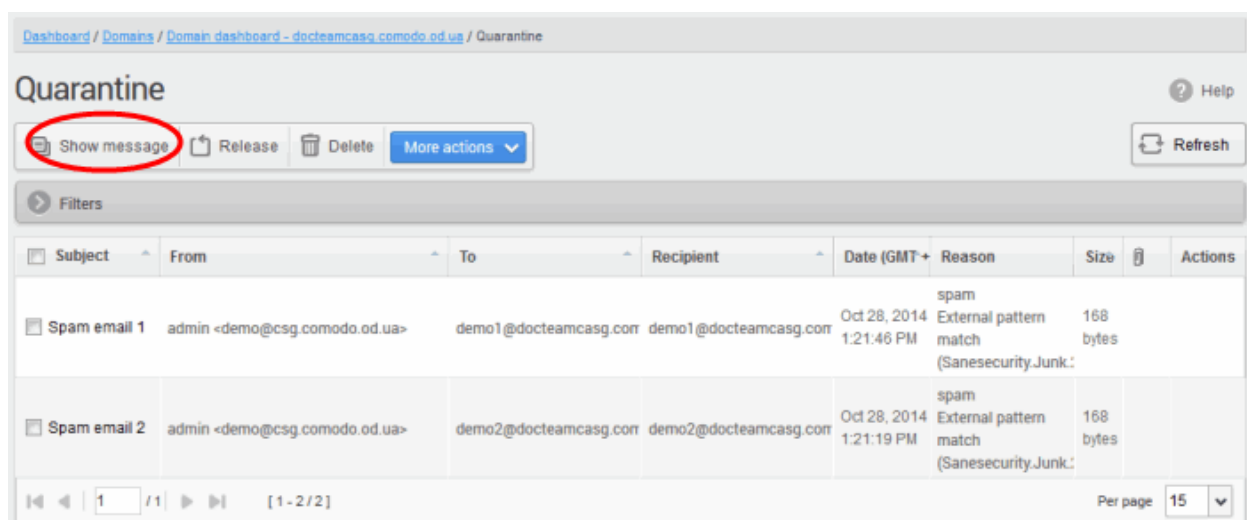 Dashboard / Domains / Domain dashboard - docteamcasg.comodo.od.ua / Quarantine
Quarantine
Help
Show message Release Delete More actions Refresh
Filters
Subject From To Recipient Date (GMT + Reason Size Actions
Spam email 1 admin <demo@csg.comodo.od.ua> demo1@docteamcasg.com demo1@docteamcasg.com Oct 28, 2014 1:21:46 PM spam External pattern match (Sanesecurity.Junk.: 168 bytes
Spam email 2 admin <demo@csg.comodo.od.ua> demo2@docteamcasg.com demo2@docteamcasg.com Oct 28, 2014 1:21:19 PM spam External pattern match (Sanesecurity.Junk.: 168 bytes
1 /1 [1-2/2] Per page 15